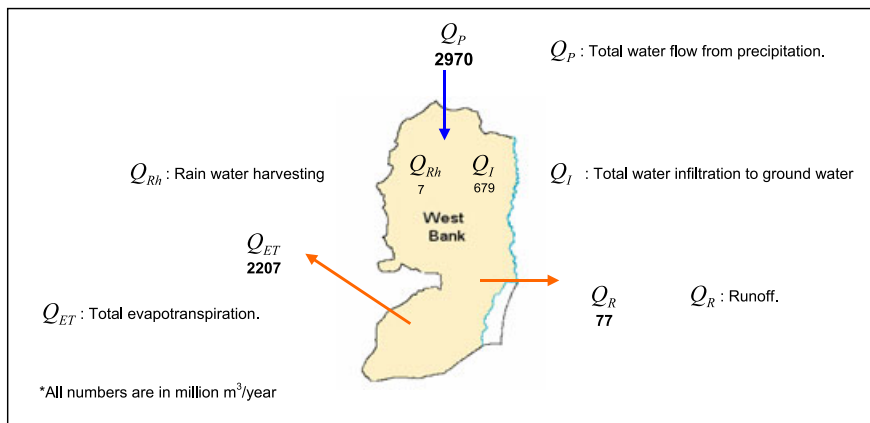 Q_P
2970
Q_P : Total water flow from precipitation.
Q_Rh : Rain water harvesting
Q_Rh
7
Q_I
679
Q_I : Total water infiltration to ground water
West
Bank
Q_ET
2207
Q_ET : Total evapotranspiration.
Q_R
77
Q_R : Runoff.
*All numbers are in million m³/year